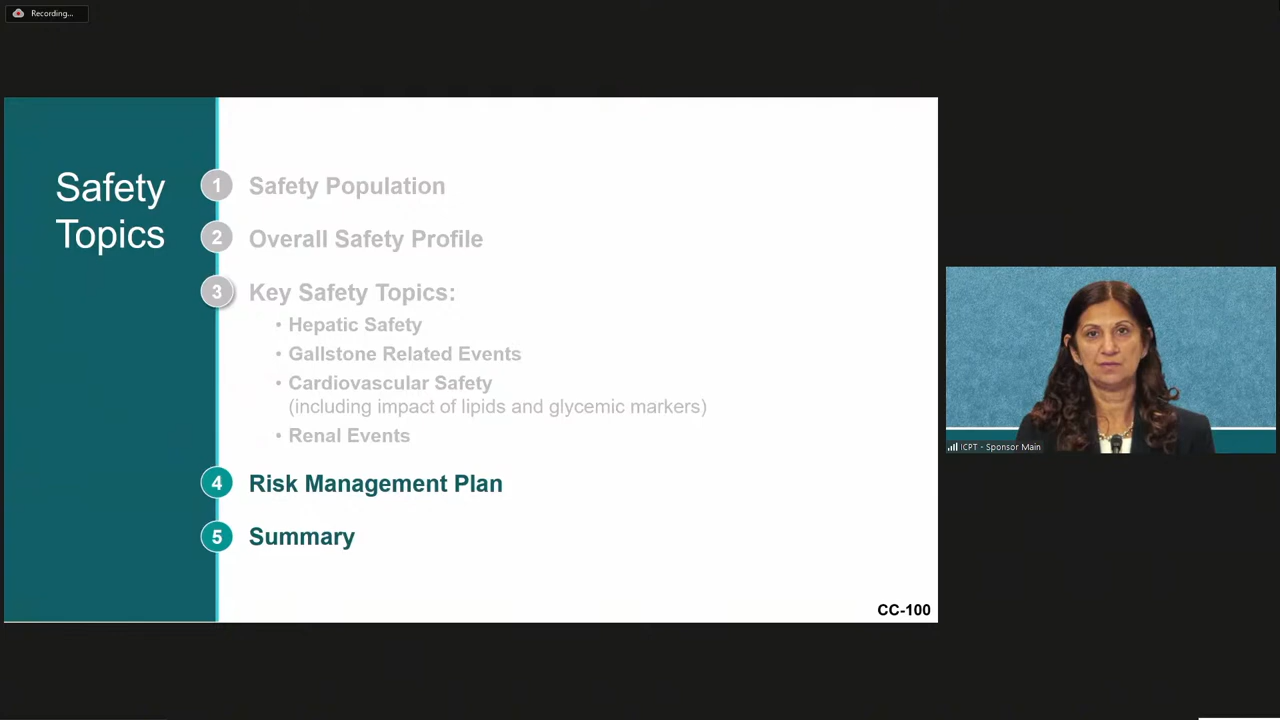 Recording...
Safety
Topics
1 Safety Population
2 Overall Safety Profile
3 Key Safety Topics:
• Hepatic Safety
• Gallstone Related Events
• Cardiovascular Safety
(including impact of lipids and glycemic markers)
• Renal Events
4 Risk Management Plan
5 Summary
CC-100
ICPT - Sponsor Main